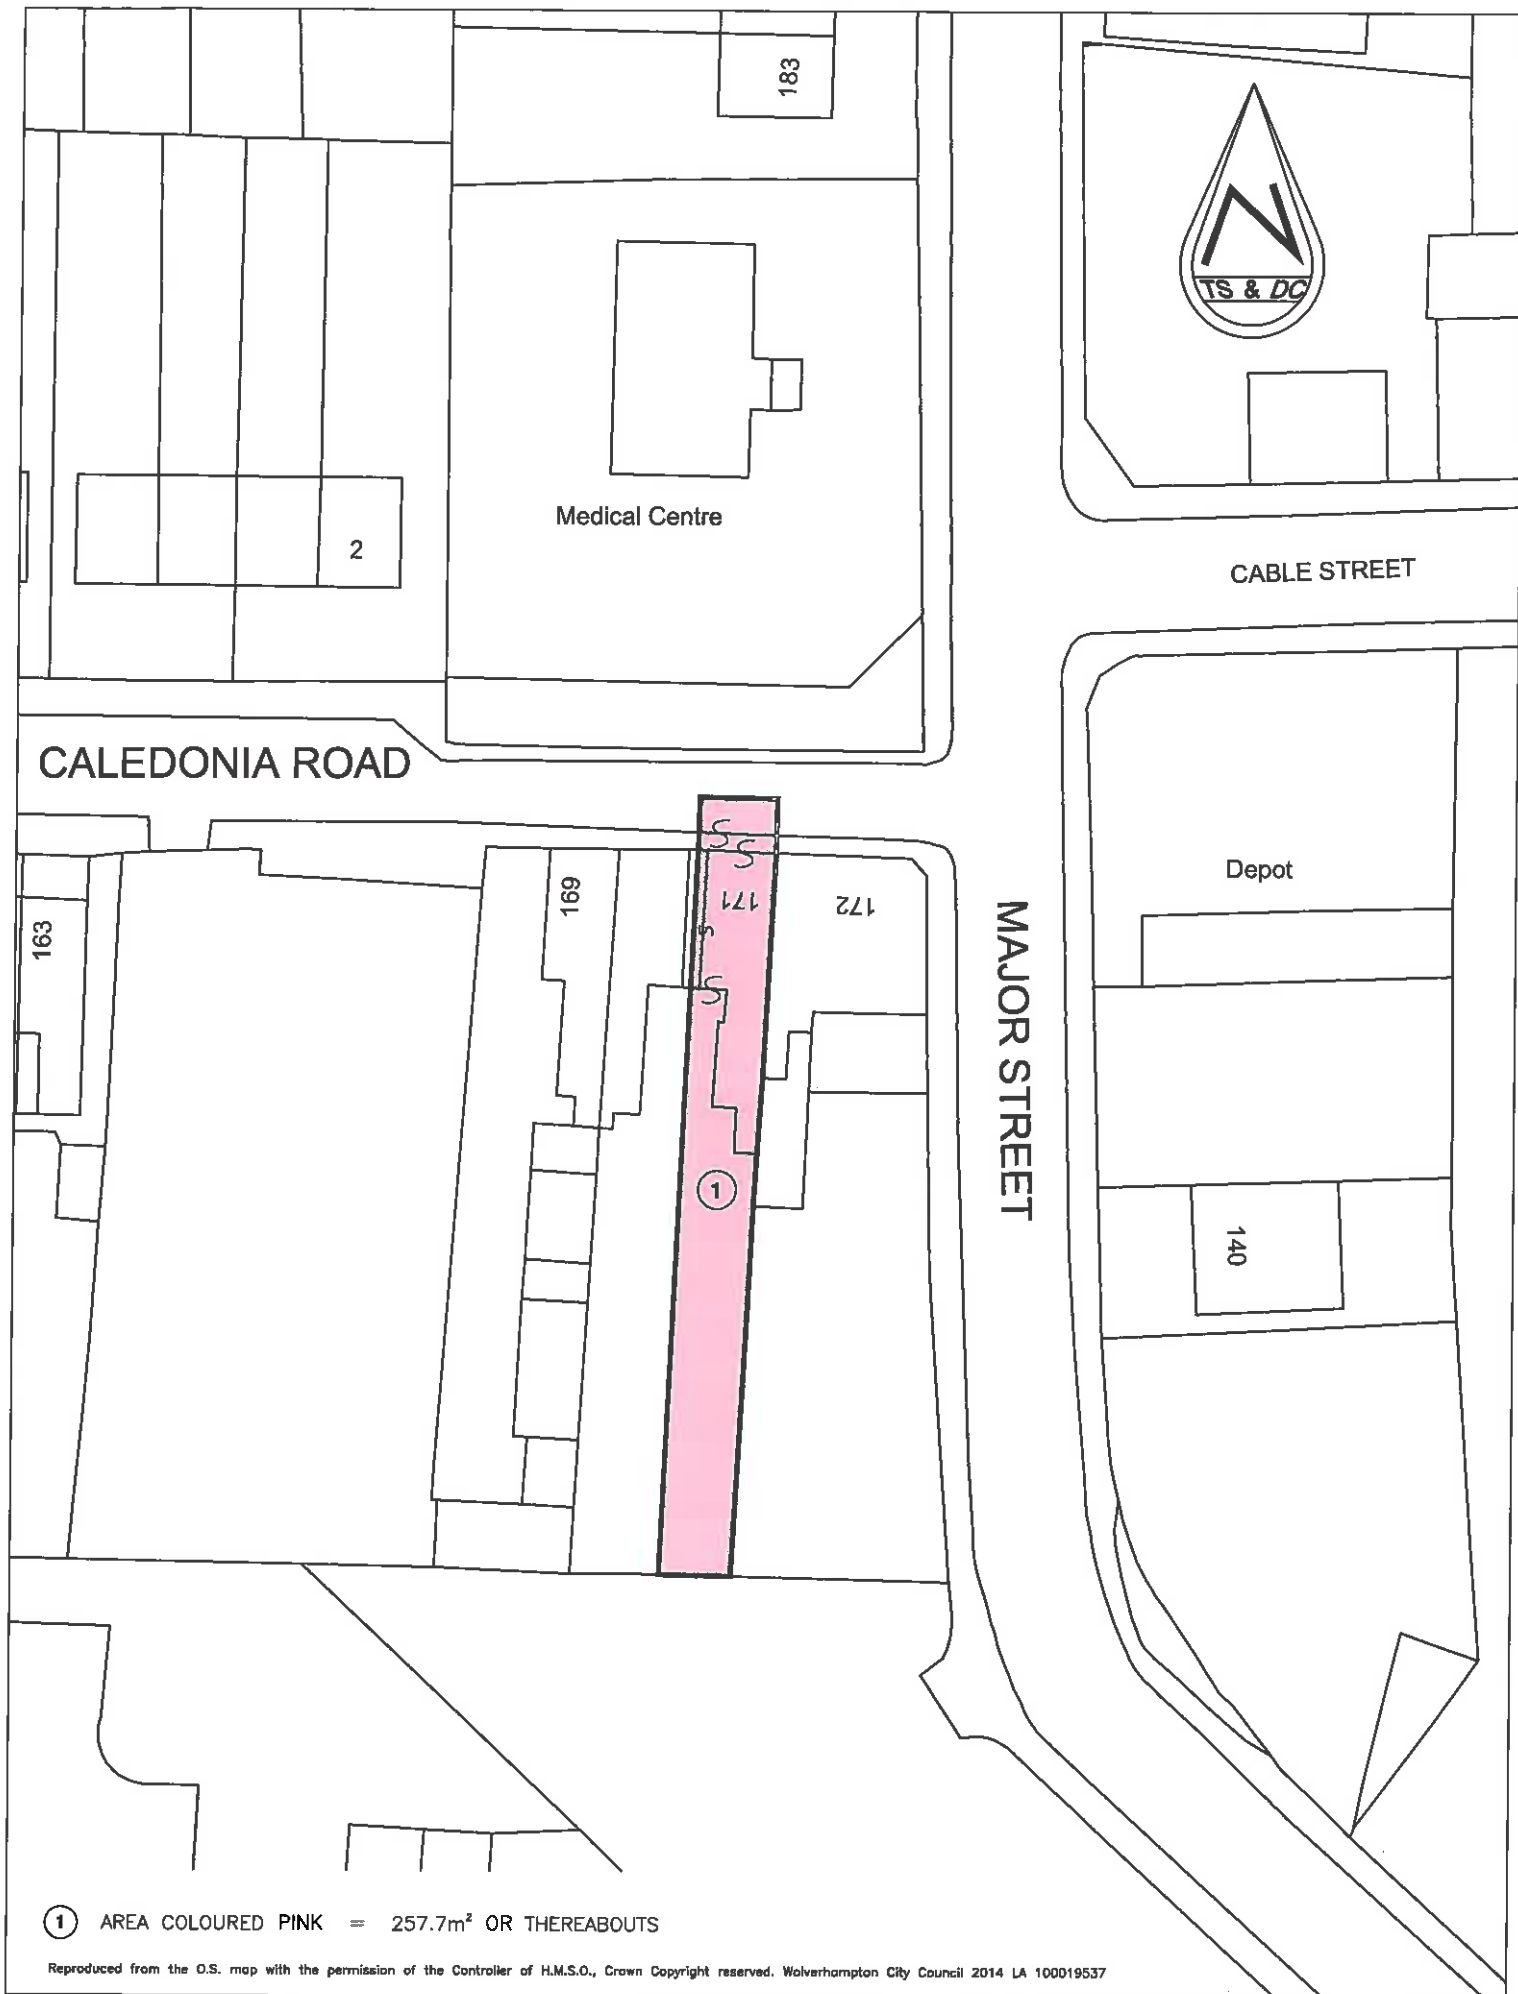 183
N
TS & DC
Medical Centre
2
CABLE STREET
CALEDONIA ROAD
Depot
163
169
171
172
MAJOR STREET
1
140
1 AREA COLOURED PINK = 257.7m² OR THEREABOUTS
Reproduced from the O.S. map with the permission of the Controller of H.M.S.O., Crown Copyright reserved. Wolverhampton City Council 2014 LA 100019537